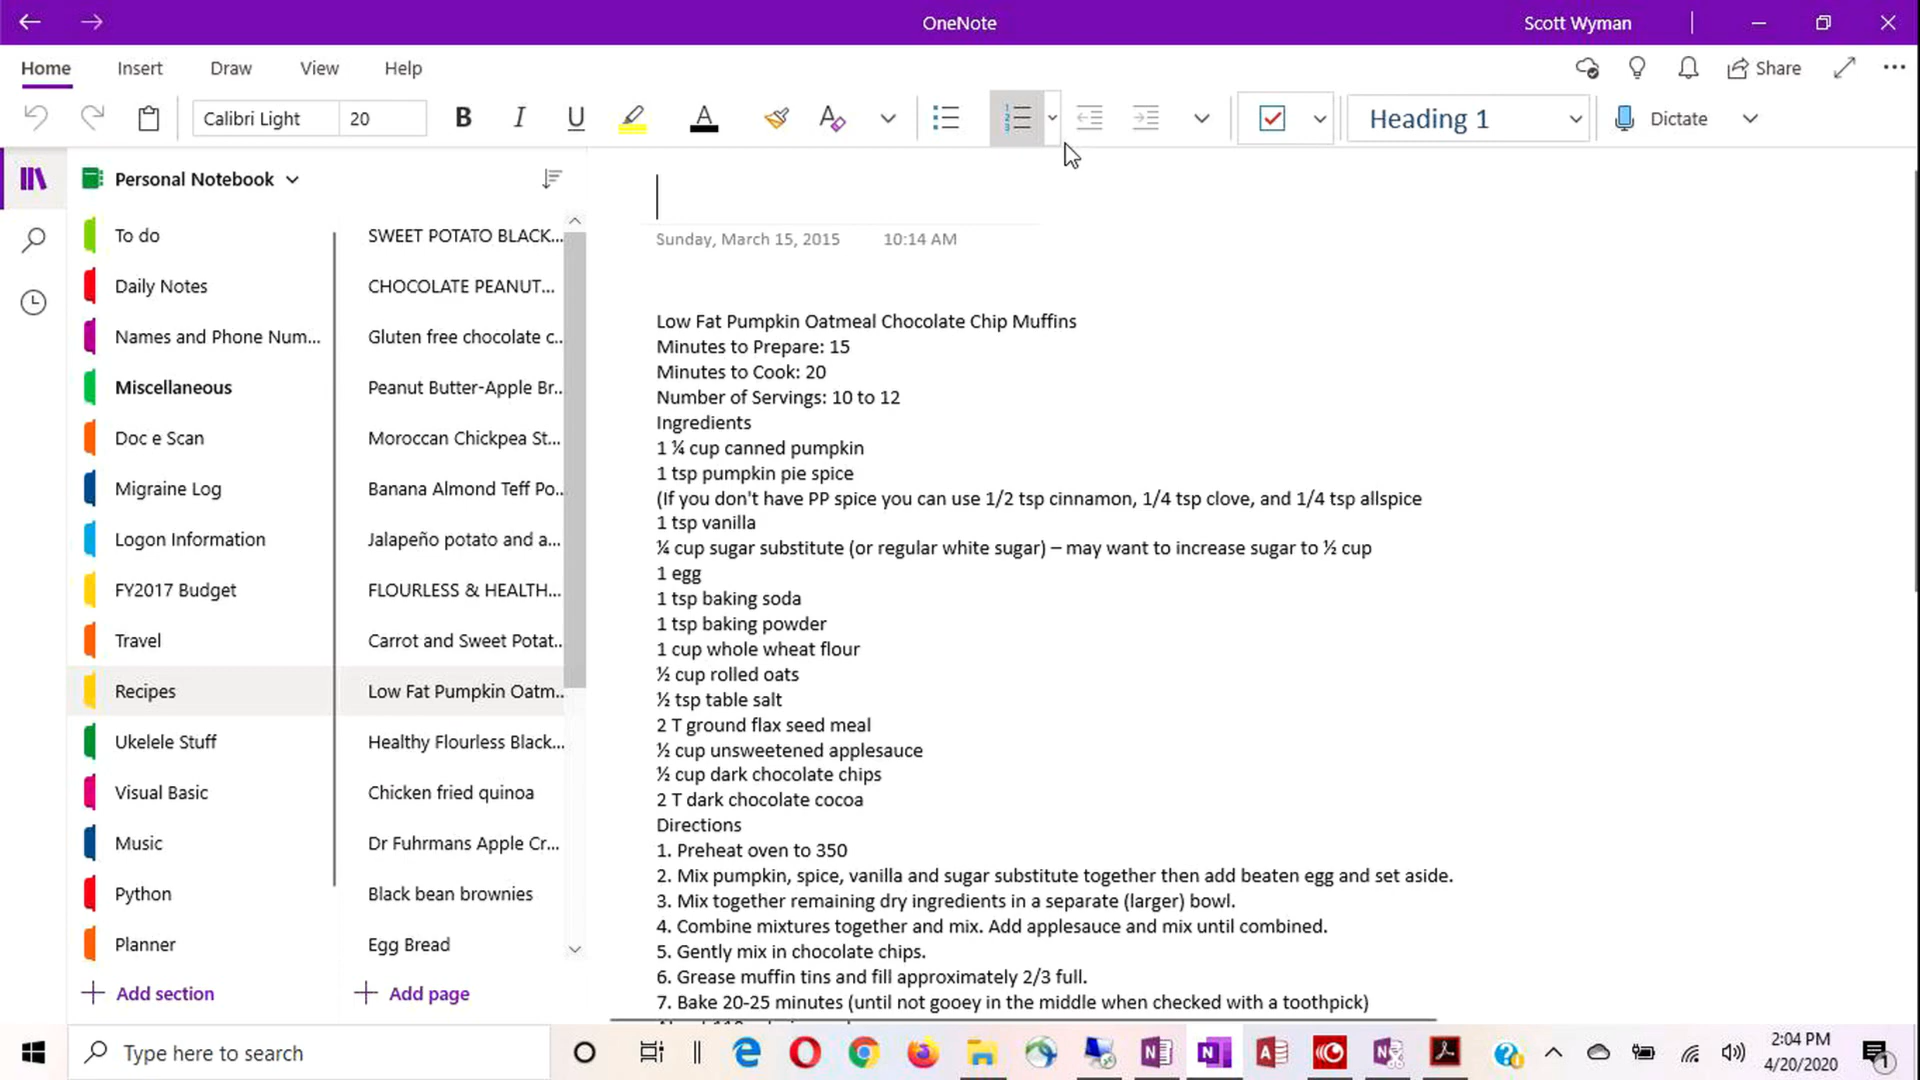 OneNote
Scott Wyman
Home
Insert
Draw
View
Help
Share
Calibri Light
20
B
I
U
A
A
Heading 1
Dictate
Personal Notebook
To do
Daily Notes
Names and Phone Num...
Miscellaneous
Doc e Scan
Migraine Log
Logon Information
FY2017 Budget
Travel
Recipes
Ukelele Stuff
Visual Basic
Music
Python
Planner
Add section
SWEET POTATO BLACK...
CHOCOLATE PEANUT...
Gluten free chocolate c...
Peanut Butter-Apple Br...
Moroccan Chickpea St...
Banana Almond Teff Po...
Jalapeño potato and a...
FLOURLESS & HEALTH...
Carrot and Sweet Potat...
Low Fat Pumpkin Oatm...
Healthy Flourless Black...
Chicken fried quinoa
Dr Fuhrmans Apple Cr...
Black bean brownies
Egg Bread
Add page
Sunday, March 15, 2015 10:14 AM
Low Fat Pumpkin Oatmeal Chocolate Chip Muffins
Minutes to Prepare: 15
Minutes to Cook: 20
Number of Servings: 10 to 12
Ingredients
1 ¼ cup canned pumpkin
1 tsp pumpkin pie spice
(If you don't have PP spice you can use 1/2 tsp cinnamon, 1/4 tsp clove, and 1/4 tsp allspice
1 tsp vanilla
¼ cup sugar substitute (or regular white sugar) – may want to increase sugar to ½ cup
1 egg
1 tsp baking soda
1 tsp baking powder
1 cup whole wheat flour
½ cup rolled oats
½ tsp table salt
2 T ground flax seed meal
½ cup unsweetened applesauce
½ cup dark chocolate chips
2 T dark chocolate cocoa
Directions
1. Preheat oven to 350
2. Mix pumpkin, spice, vanilla and sugar substitute together then add beaten egg and set aside.
3. Mix together remaining dry ingredients in a separate (larger) bowl.
4. Combine mixtures together and mix. Add applesauce and mix until combined.
5. Gently mix in chocolate chips.
6. Grease muffin tins and fill approximately 2/3 full.
7. Bake 20-25 minutes (until not gooey in the middle when checked with a toothpick)
Type here to search
2:04 PM
4/20/2020
1